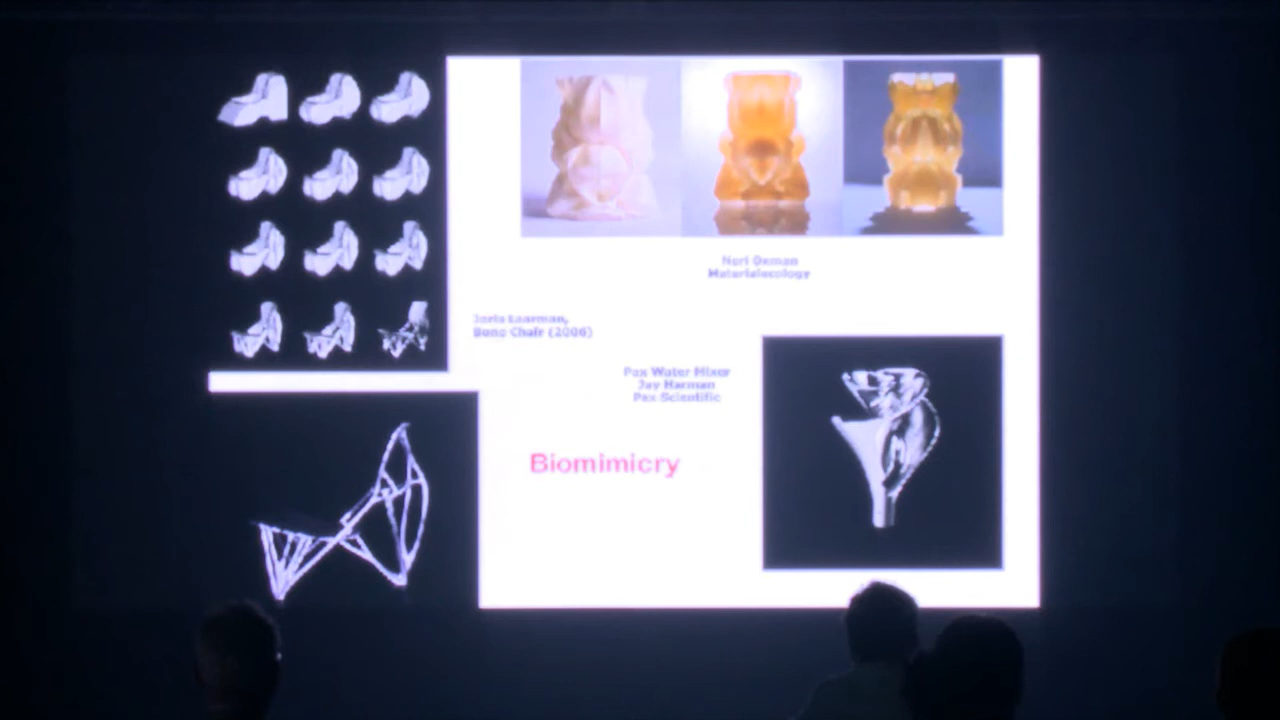 Neri Oxman
Materialecology
Joris Laarman,
Bone Chair (2006)
Pax Water Mixer
Jay Harman
Pax Scientific
Biomimicry